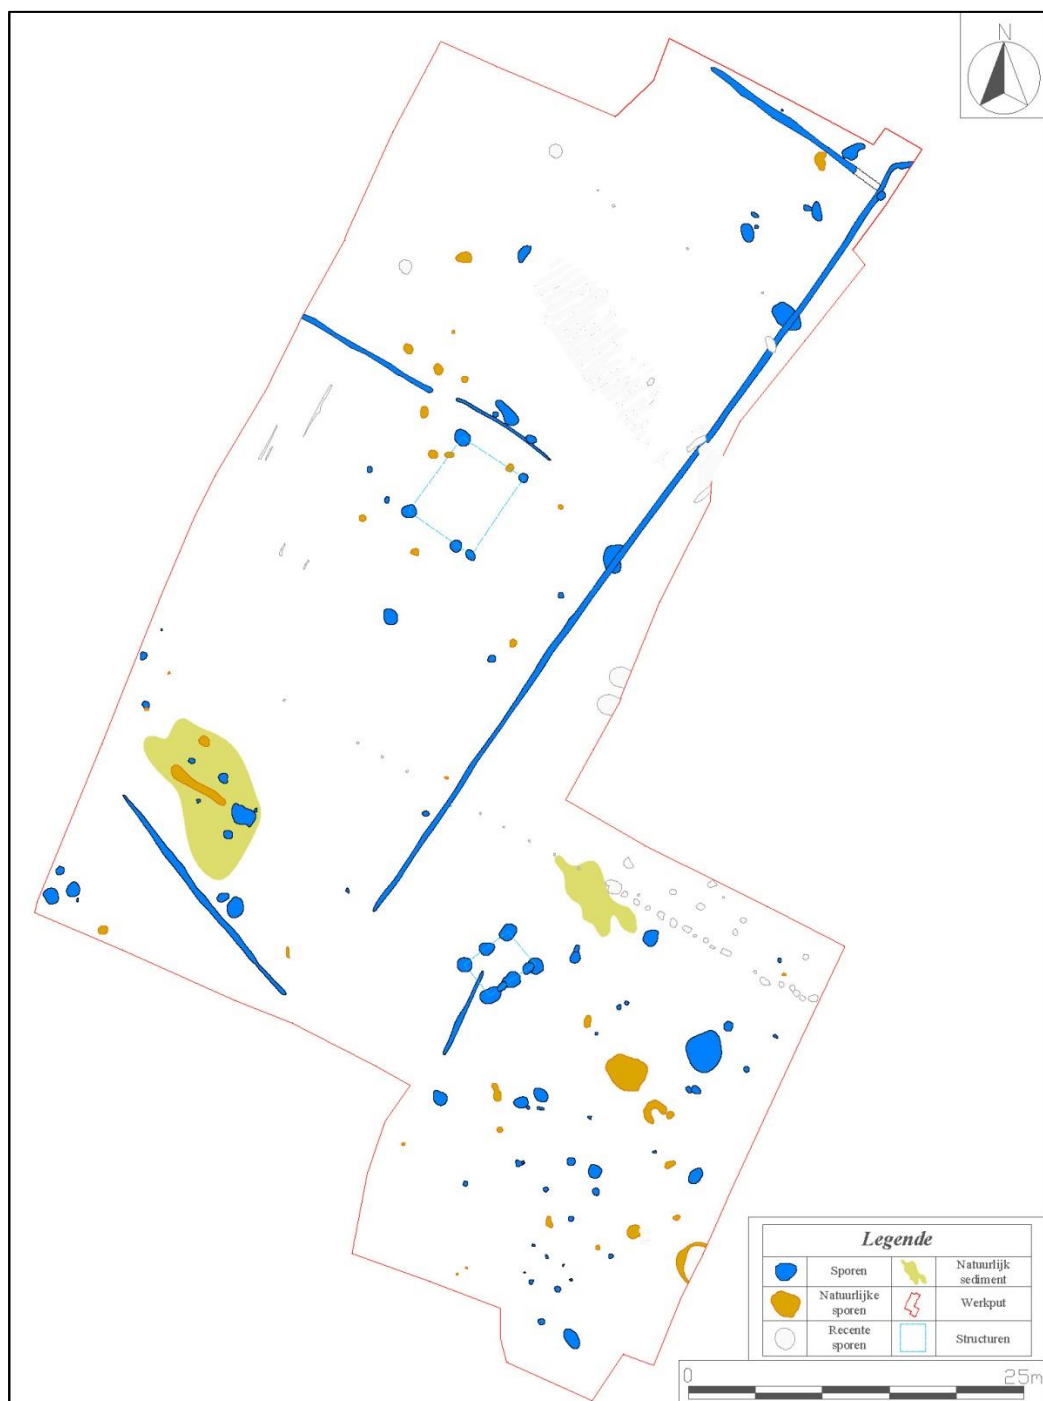 N
Legende
Sporen
Natuurlijk
sediment
Natuurlijke
sporen
Werkput
Recente
sporen
Structuren
0 25m